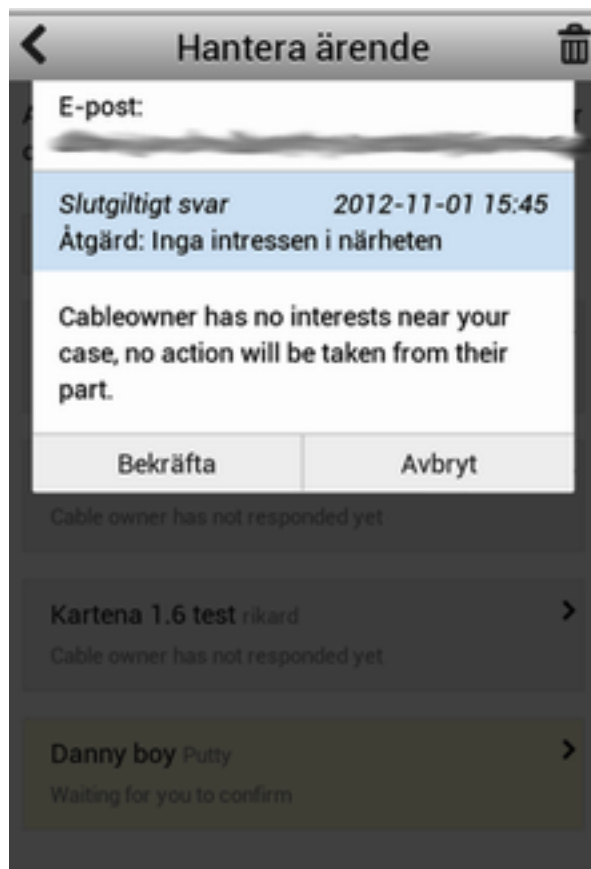 Hantera ärende
E-post:
Slutgiltigt svar 2012-11-01 15:45
Åtgärd: Inga intressen i närheten
Cableowner has no interests near your
case, no action will be taken from their
part.
Bekräfta Avbryt
Cable owner has not responded yet
Kartena 1.6 test rikard
Cable owner has not responded yet
Danny boy Putty
Waiting for you to confirm